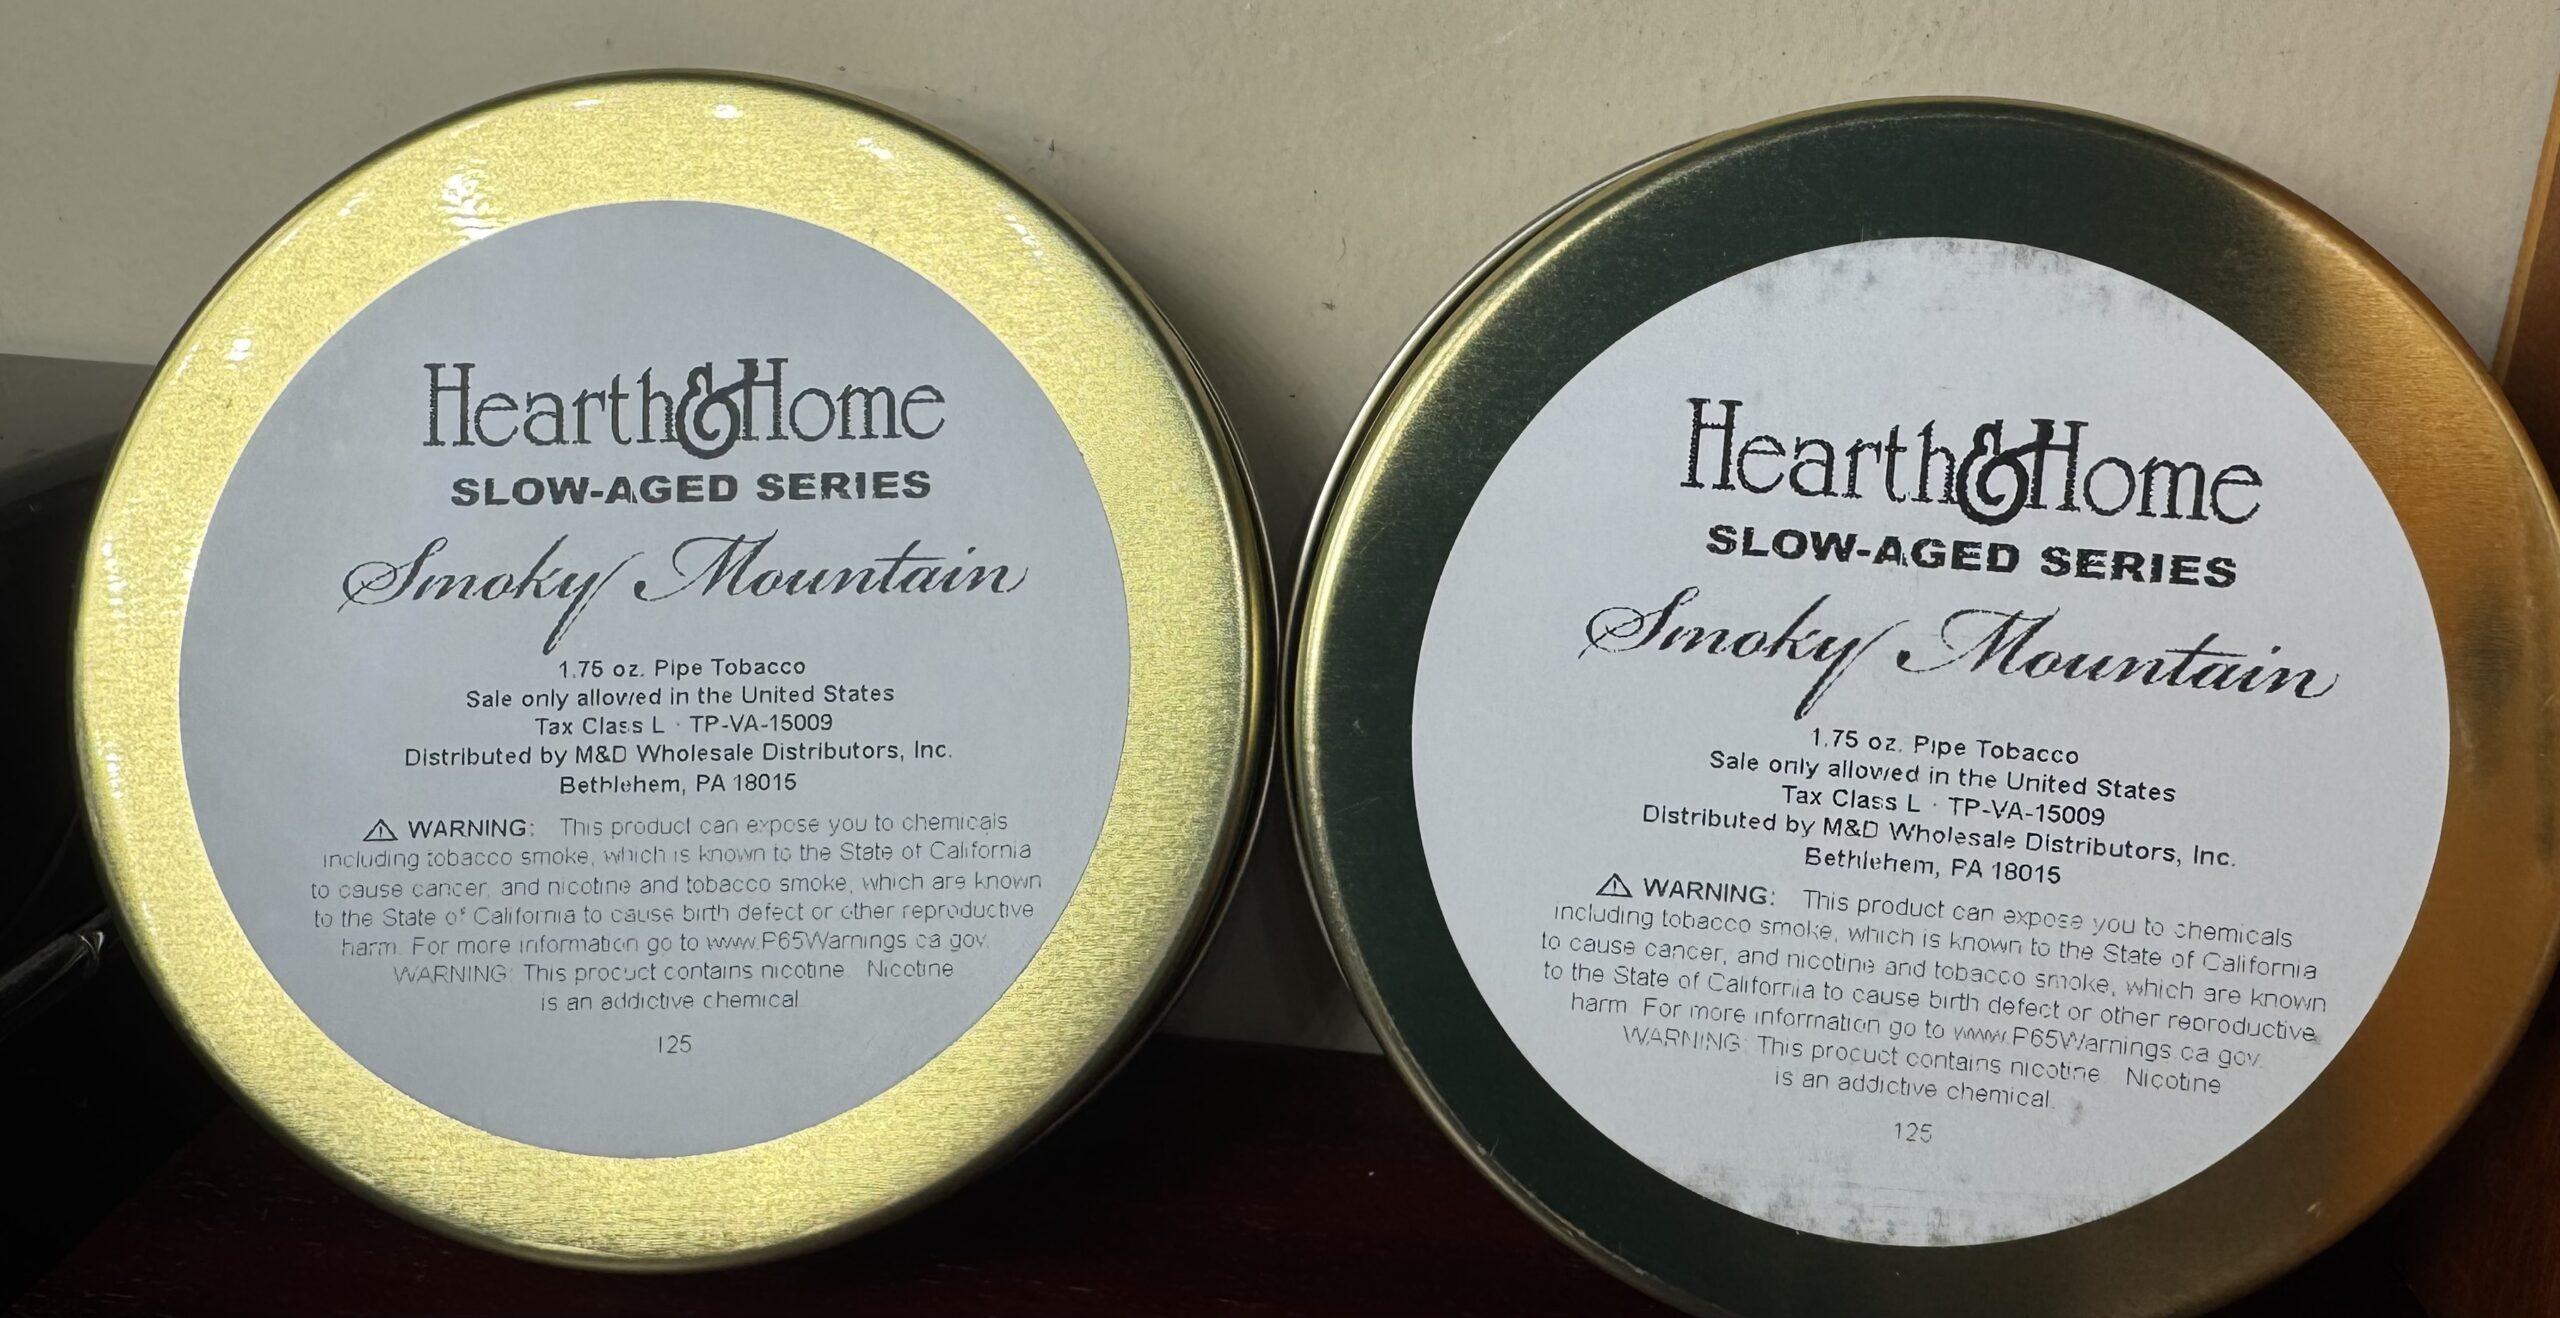 Hearth & Home
SLOW-AGED SERIES
Smoky Mountain
1.75 oz. Pipe Tobacco
Sale only allowed in the United States
Tax Class L · TP-VA-15009
Distributed by M&D Wholesale Distributors, Inc.
Bethlehem, PA 18015
⚠ WARNING: This product can expose you to chemicals
including tobacco smoke, which is known to the State of California
to cause cancer, and nicotine and tobacco smoke, which are known
to the State of California to cause birth defect or other reproductive
harm. For more information go to www.P65Warnings.ca.gov.
WARNING: This product contains nicotine. Nicotine
is an addictive chemical.
125
Hearth & Home
SLOW-AGED SERIES
Smoky Mountain
1.75 oz. Pipe Tobacco
Sale only allowed in the United States
Tax Class L · TP-VA-15009
Distributed by M&D Wholesale Distributors, Inc.
Bethlehem, PA 18015
⚠ WARNING: This product can expose you to chemicals
including tobacco smoke, which is known to the State of California
to cause cancer, and nicotine and tobacco smoke, which are known
to the State of California to cause birth defect or other reproductive
harm. For more information go to www.P65Warnings.ca.gov.
WARNING: This product contains nicotine. Nicotine
is an addictive chemical.
125